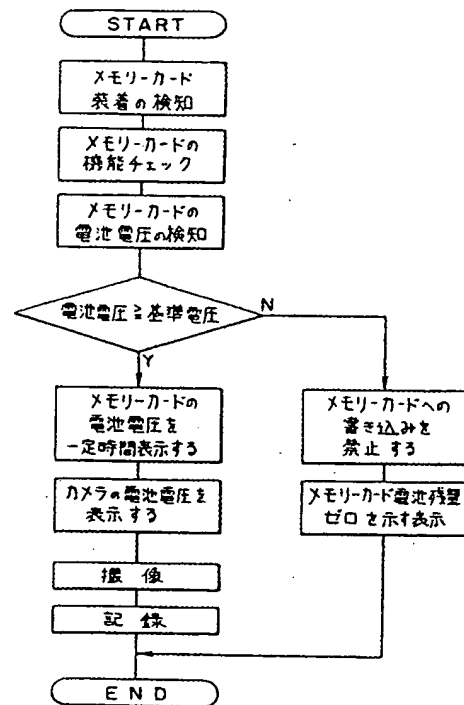 START
メモリーカード
装着の検知
メモリーカードの
機能チェック
メモリーカードの
電池電圧の検知
電池電圧≧基準電圧
N
Y
メモリーカードの
電池電圧を
一定時間表示する
カメラの電池電圧を
表示する
撮像
記録
メモリーカードへの
書き込みを
禁止する
メモリーカード電池残量
ゼロを示す表示
END